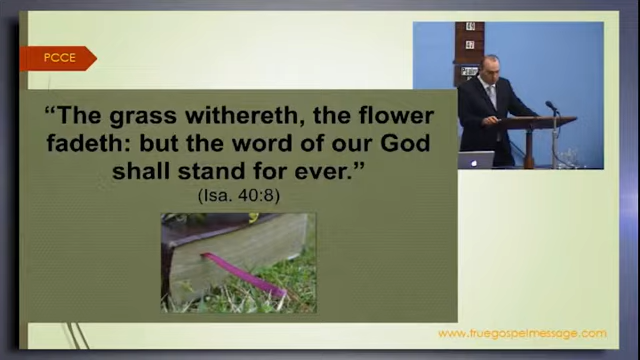 PCCE
“The grass withereth, the flower
fadeth: but the word of our God
shall stand for ever.”
(Isa. 40:8)
www.truegospelmessage.com